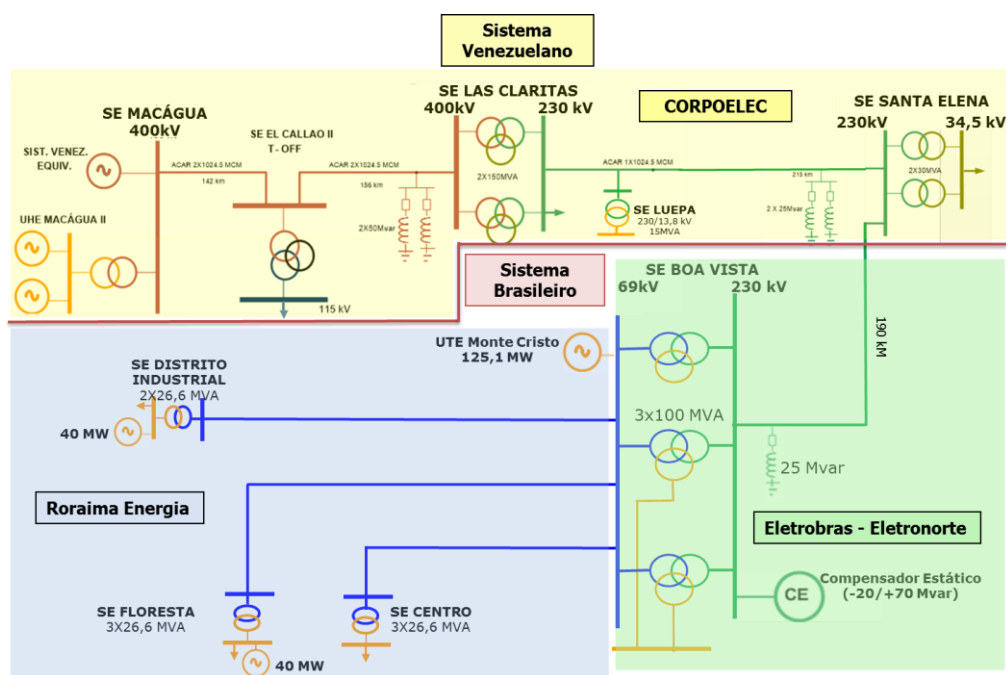 Sistema
Venezuelano
SE MACÁGUA
400kV
SIST. VENEZ.
EQUIV.
UHE MACÁGUA II
ACAR 2X1024.5 MCM
142 km
SE EL CALLAO II
T- OFF
115 kV
ACAR 2X1024.5 MCM
156 km
2X50Mvar
SE LAS CLARITAS
400kV
230 kV
2X150MVA
CORPOELEC
ACAR 1X1024.5 MCM
SE LUEPA
230/13,8 kV
15MVA
215 km
2 X 25Mvar
SE SANTA ELENA
230kV
34,5 kV
2X30MVA
Sistema
Brasileiro
SE BOA VISTA
69kV
230 kV
190 KM
UTE Monte Cristo
125,1 MW
SE DISTRITO
INDUSTRIAL
2X26,6 MVA
40 MW
3x100 MVA
25 Mvar
Roraima Energia
Eletrobras - Eletronorte
Compensador Estático
(-20/+70 Mvar)
CE
SE FLORESTA
3X26,6 MVA
40 MW
SE CENTRO
3X26,6 MVA